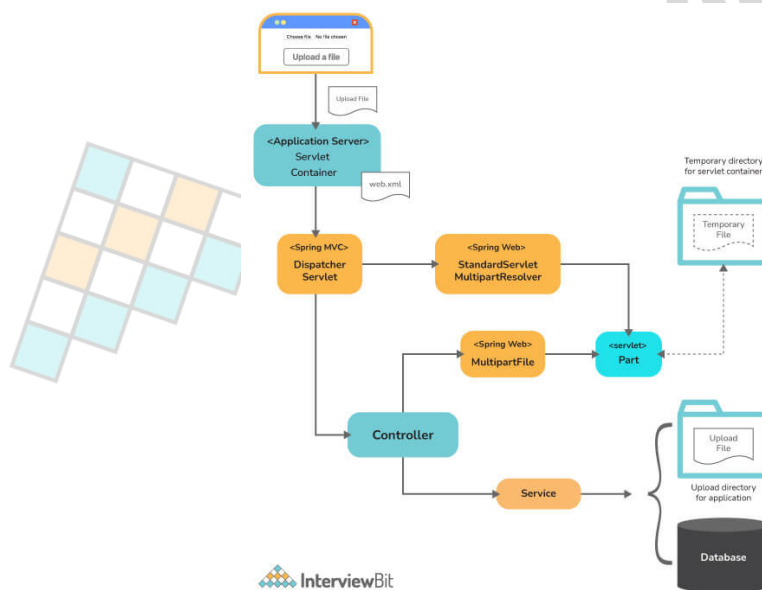 Choose file No file chosen
Upload a file
Upload File
<Application Server>
Servlet
Container
web.xml
Temporary directory
for servlet container
Temporary
File
<Spring MVC>
Dispatcher
Servlet
<Spring Web>
StandardServlet
MultipartResolver
<Spring Web>
MultipartFile
<servlet>
Part
Controller
Upload
File
Upload directory
for application
Service
Database
InterviewBit